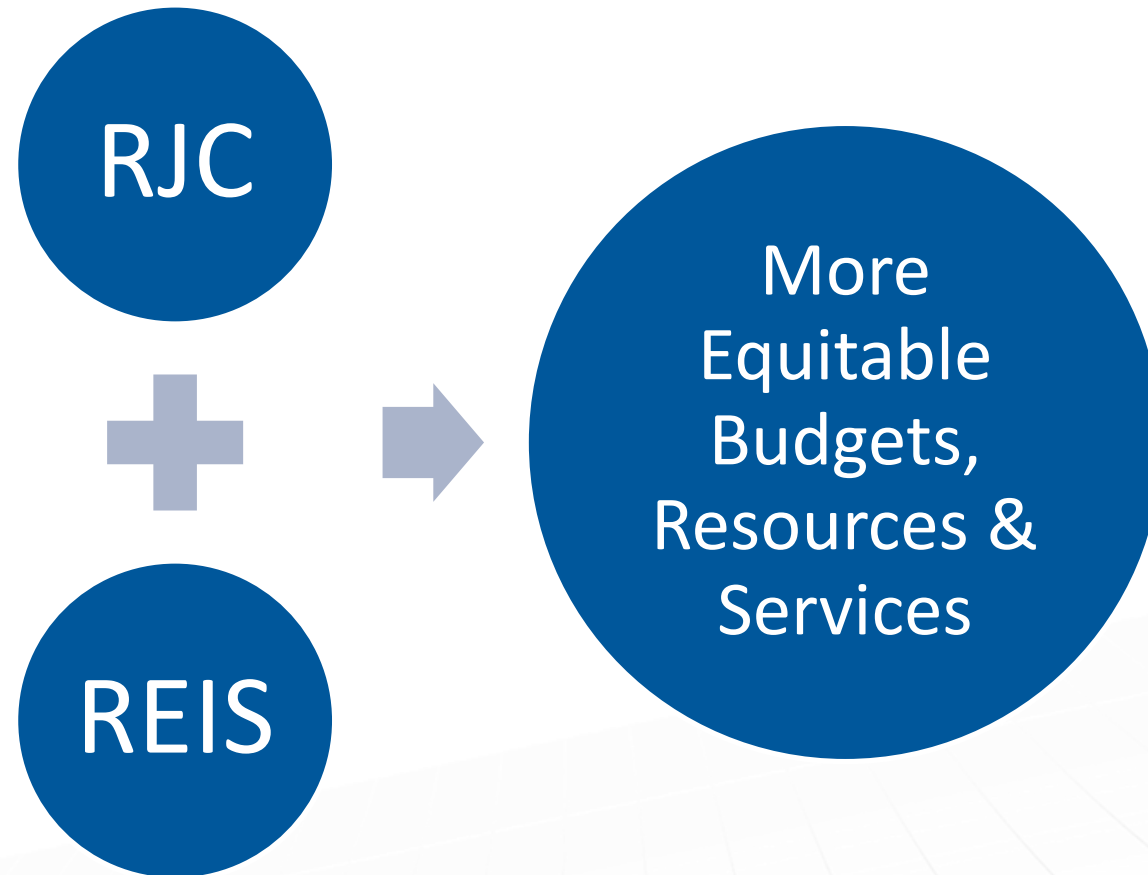 RJC
REIS
More
Equitable
Budgets,
Resources &
Services